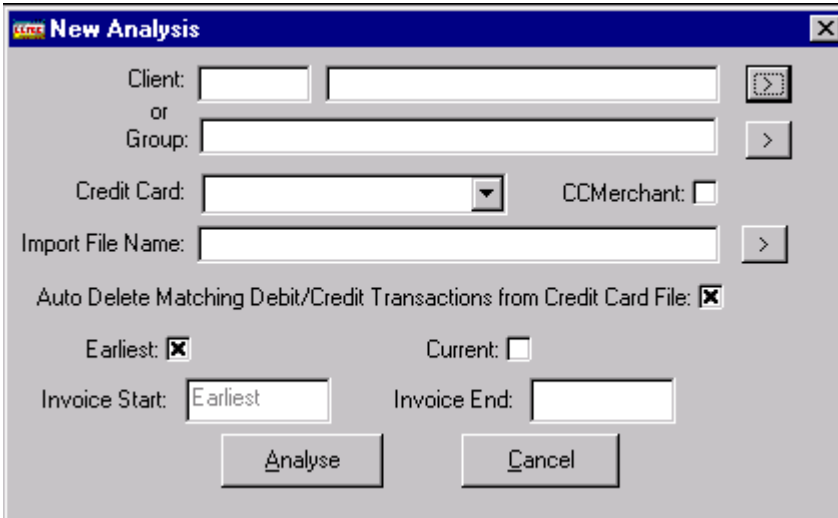 New Analysis
Client:
or
Group:
Credit Card:
CCMerchant:
Import File Name:
Auto Delete Matching Debit/Credit Transactions from Credit Card File:
Earliest: Current:
Invoice Start: Earliest Invoice End:
Analyse Cancel